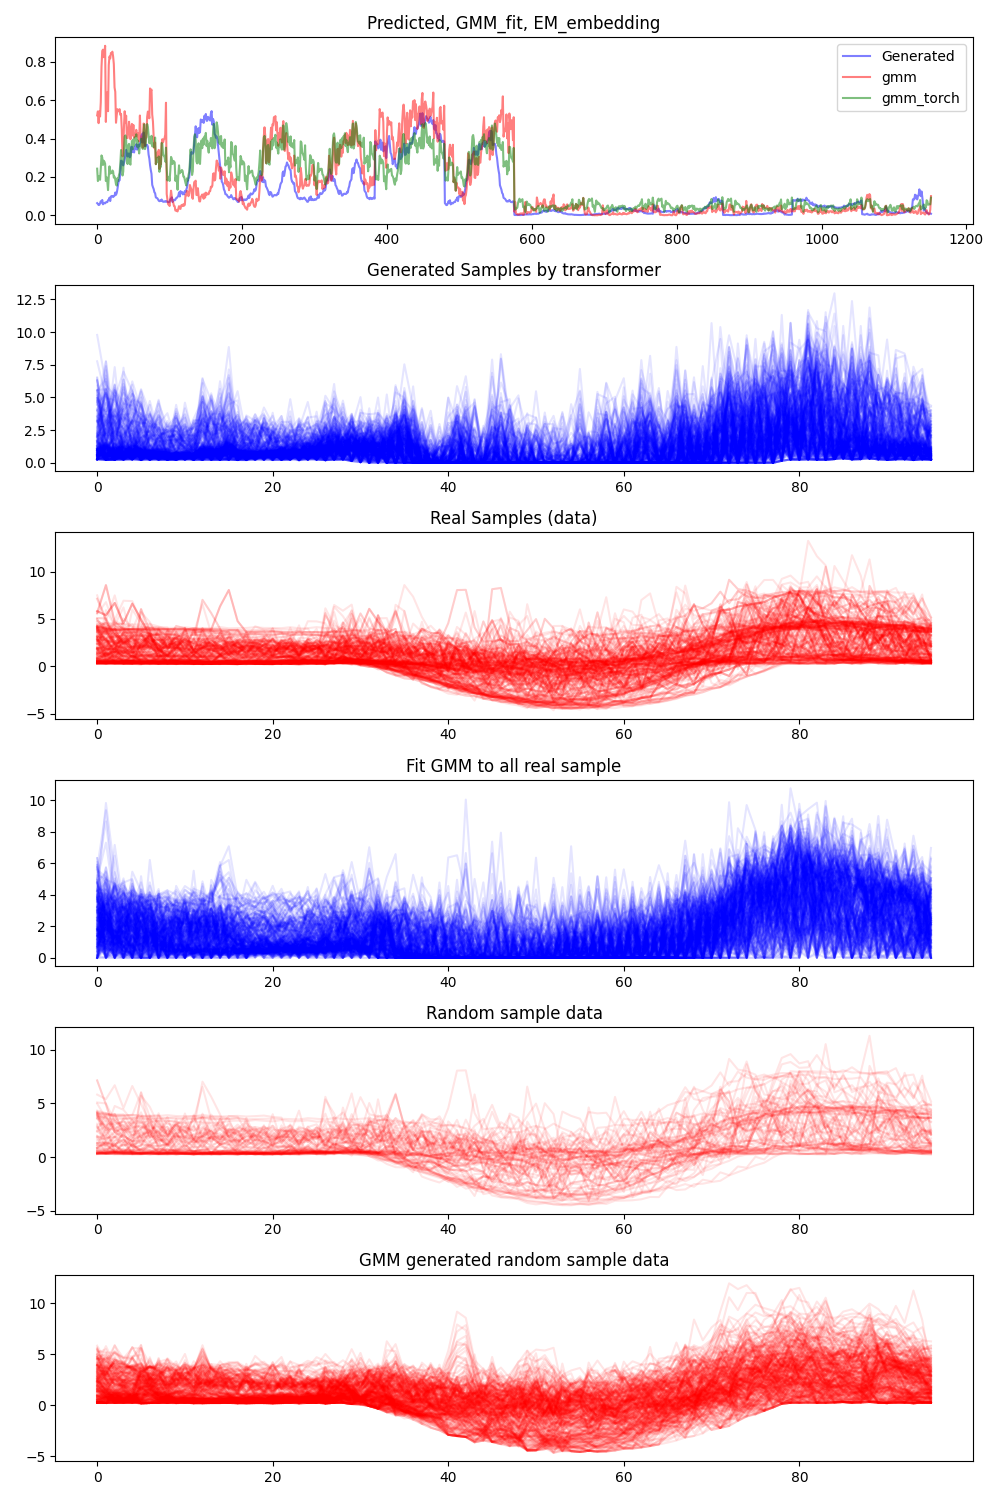 Predicted, GMM_fit, EM_embedding
0.8
0.6
0.4
0.2
0.0
Generated
gmm
gmm_torch
0 200 400 600 800 1000 1200
Generated Samples by transformer
12.5
10.0
7.5
5.0
2.5
0.0
0 20 40 60 80
Real Samples (data)
10
5
0
−5
0 20 40 60 80
Fit GMM to all real sample
10
8
6
4
2
0
0 20 40 60 80
Random sample data
10
5
0
−5
0 20 40 60 80
GMM generated random sample data
10
5
0
−5
0 20 40 60 80